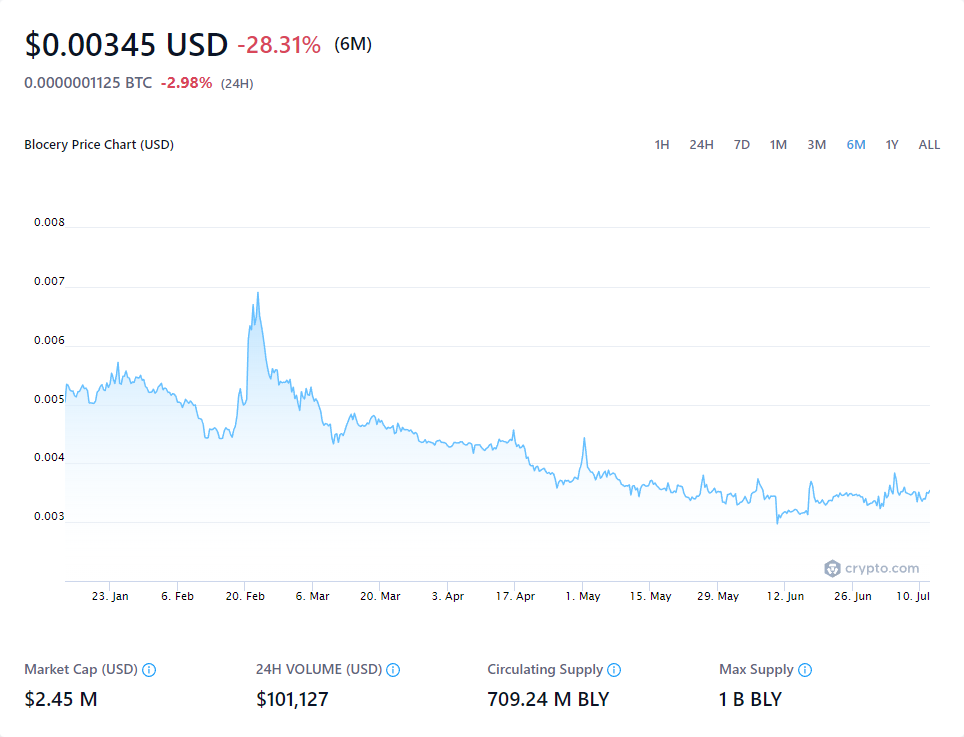 $0.00345 USD -28.31% (6M)
0.0000001125 BTC -2.98% (24H)
Blocery Price Chart (USD) 1H 24H 7D 1M 3M 6M 1Y ALL
0.008
0.007
0.006
0.005
0.004
0.003
crypto.com
23. Jan 6. Feb 20. Feb 6. Mar 20. Mar 3. Apr 17. Apr 1. May 15. May 29. May 12. Jun 26. Jun 10. Jul
Market Cap (USD) 24H VOLUME (USD) Circulating Supply Max Supply
$2.45 M $101,127 709.24 M BLY 1 B BLY